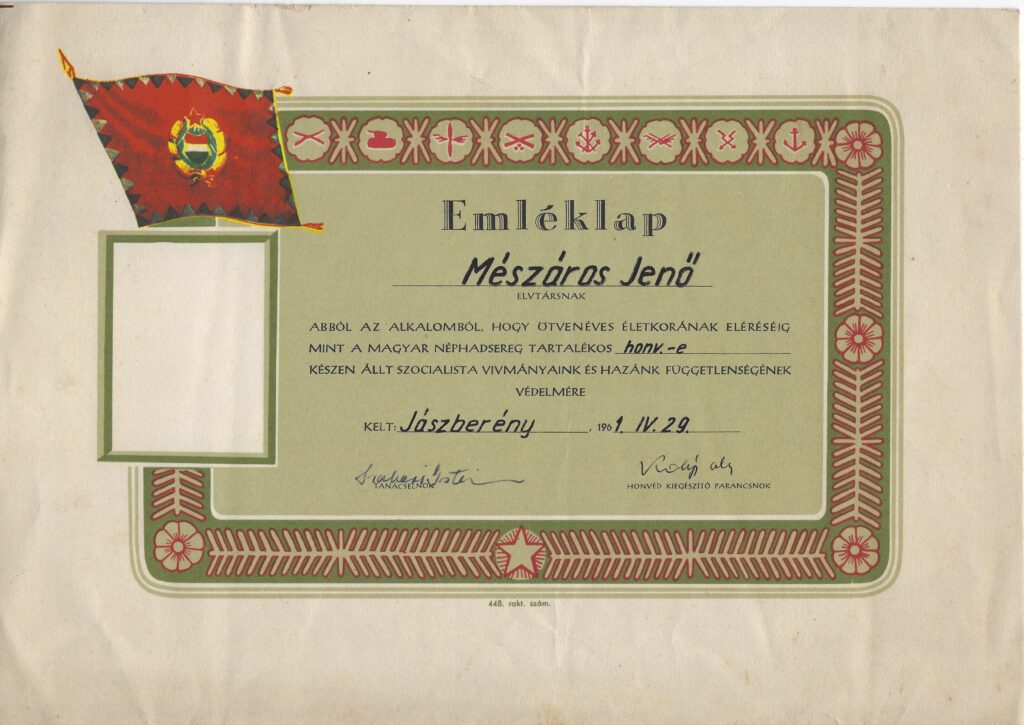 Emléklap
Mészáros Jenő
ELVTÁRSNAK
ABBÓL AZ ALKALOMBÓL, HOGY ÖTVENÉVES ÉLETKORÁNAK ELÉRÉSÉIG
MINT A MAGYAR NÉPHADSEREG TARTALÉKOS honv.-e
KÉSZEN ÁLLT SZOCIALISTA VIVMÁNYAINK ÉS HAZÁNK FÜGGETLENSÉGÉNEK
VÉDELMÉRE
KELT: Jászberény, 1961. IV. 29.
TANÁCSELNÖK
HONVÉD KIEGÉSZÍTŐ PARANCSNOK
448. rakt. szám.